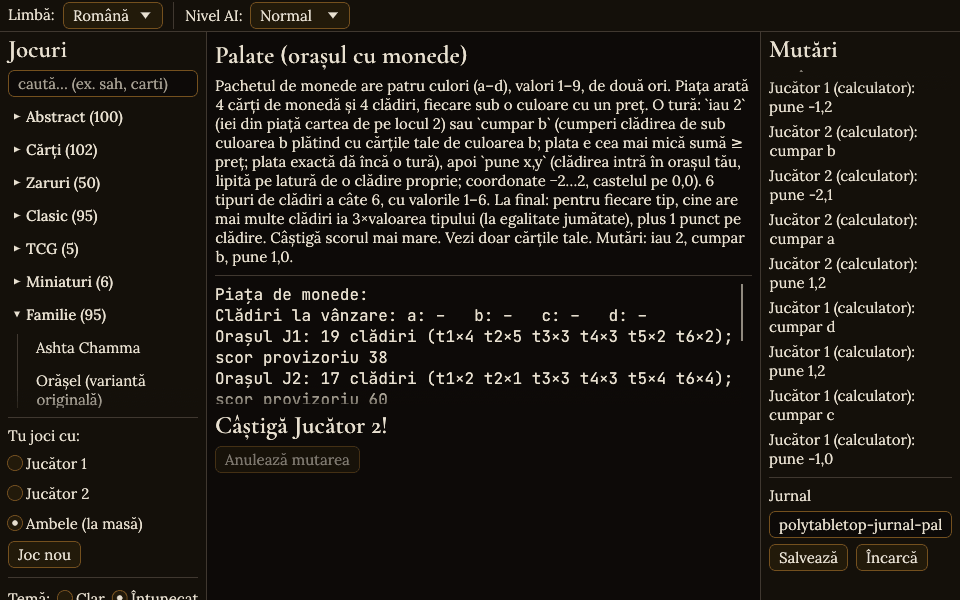 Limbă: Română ▼ Nivel AI: Normal ▼
Jocuri
caută... (ex. sah, carti)
▸ Abstract (100)
▸ Cărți (102)
▸ Zaruri (50)
▸ Clasic (95)
▸ TCG (5)
▸ Miniaturi (6)
▾ Familie (95)
Ashta Chamma
Orășel (variantă
originală)
Tu joci cu:
Jucător 1
Jucător 2
Ambele (la masă)
Joc nou
Temă: Clar Întunecat
Palate (orașul cu monede)
Pachetul de monede are patru culori (a–d), valori 1–9, de două ori. Piața arată
4 cărți de monedă și 4 clădiri, fiecare sub o culoare cu un preț. O tură: `iau 2`
(iei din piață cartea de pe locul 2) sau `cumpar b` (cumperi clădirea de sub
culoarea b plătind cu cărțile tale de culoarea b; plata e cea mai mică sumă ≥
preț; plata exactă dă încă o tură), apoi `pune x,y` (clădirea intră în orașul tău,
lipită pe latură de o clădire proprie; coordonate −2…2, castelul pe 0,0). 6
tipuri de clădiri a câte 6, cu valorile 1–6. La final: pentru fiecare tip, cine are
mai multe clădiri ia 3×valoarea tipului (la egalitate jumătate), plus 1 punct pe
clădire. Câștigă scorul mai mare. Vezi doar cărțile tale. Mutări: iau 2, cumpar
b, pune 1,0.
Piața de monede:
Clădiri la vânzare: a: – b: – c: – d: –
Orașul J1: 19 clădiri (t1×4 t2×5 t3×3 t4×3 t5×2 t6×2);
scor provizoriu 38
Orașul J2: 17 clădiri (t1×2 t2×1 t3×3 t4×3 t5×4 t6×4);
scor provizoriu 60
Câștigă Jucător 2!
Anulează mutarea
Mutări
Jucător 1 (calculator):
pune -1,2
Jucător 2 (calculator):
cumpar b
Jucător 2 (calculator):
pune -2,1
Jucător 2 (calculator):
cumpar a
Jucător 2 (calculator):
pune 1,2
Jucător 1 (calculator):
cumpar d
Jucător 1 (calculator):
pune 1,2
Jucător 1 (calculator):
cumpar c
Jucător 1 (calculator):
pune -1,0
Jurnal
polytabletop-jurnal-pal
Salvează Încarcă